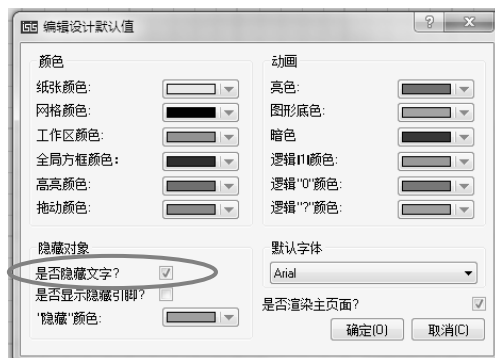 ISIS 编辑设计默认值
颜色
纸张颜色:
网格颜色:
工作区颜色:
全局方框颜色:
高亮颜色:
拖动颜色:
动画
亮色:
图形底色:
暗色
逻辑|1|颜色:
逻辑"0"颜色:
逻辑"?"颜色:
隐藏对象
是否隐藏文字?
是否显示隐藏引脚?
"隐藏"颜色:
默认字体
Arial
是否渲染主页面?
确定(O) 取消(C)